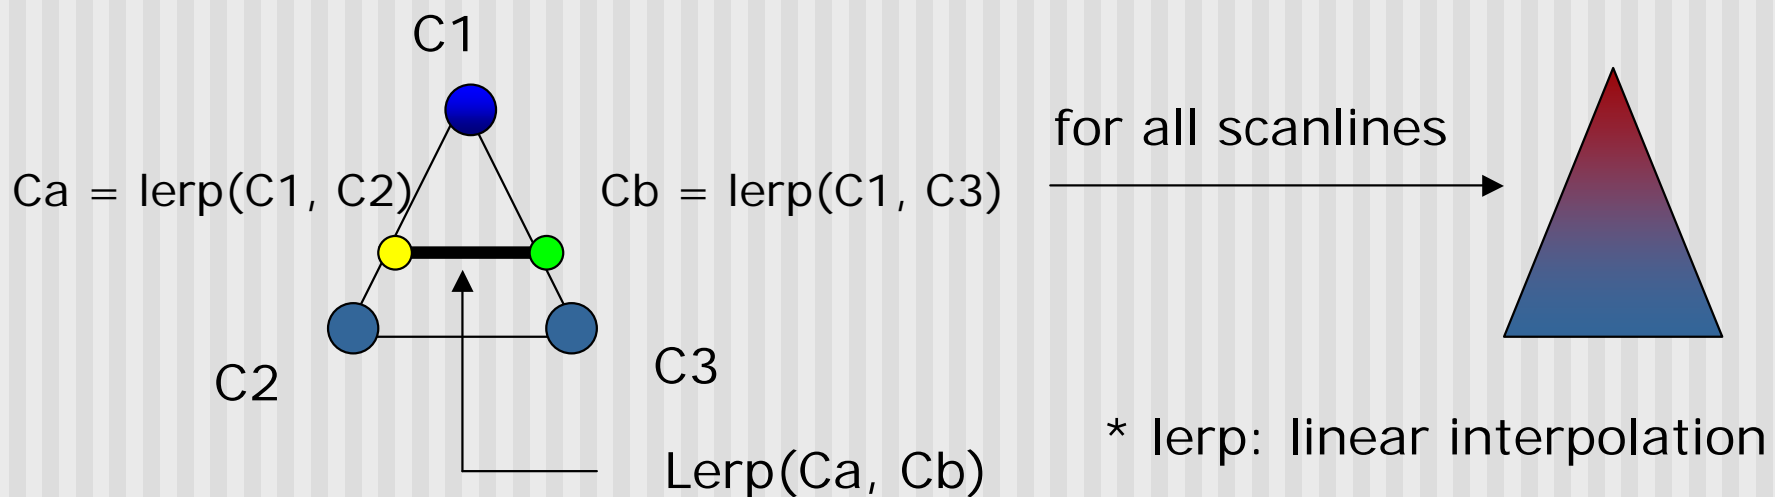 C1
for all scanlines
Ca = lerp(C1, C2)
Cb = lerp(C1, C3)
C2
C3
* lerp: linear interpolation
Lerp(Ca, Cb)